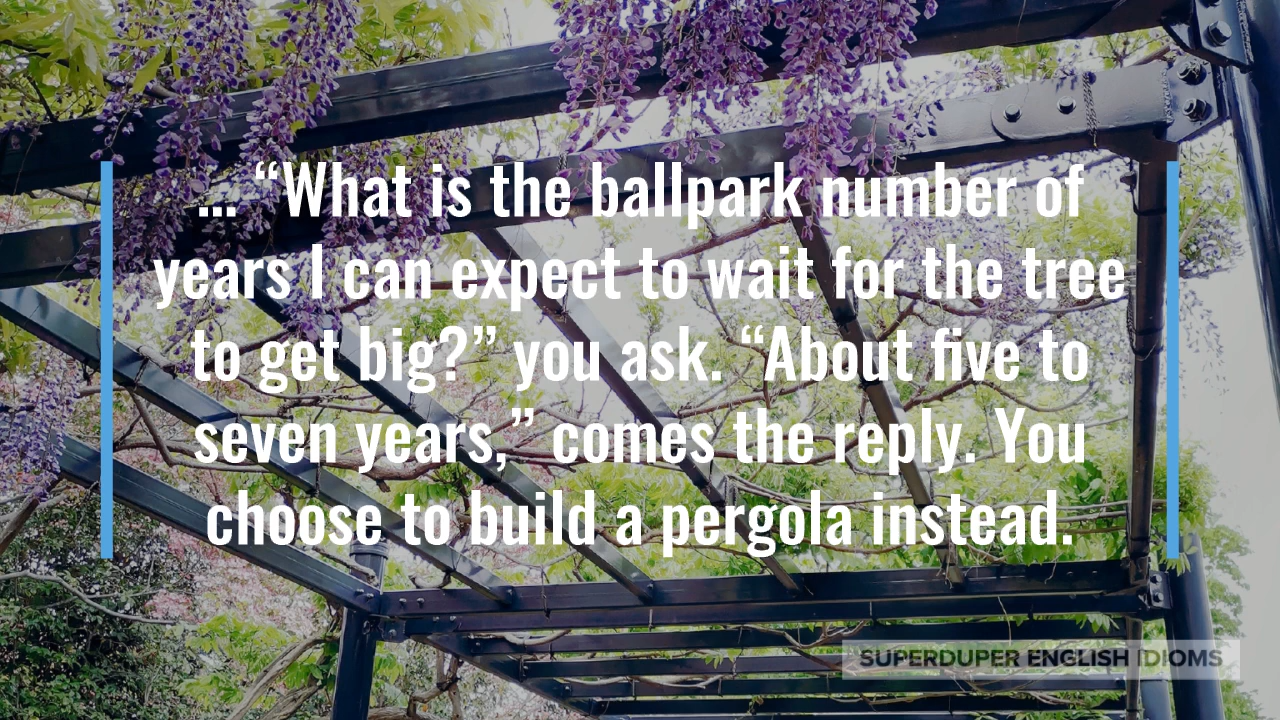 ... “What is the ballpark number of
years I can expect to wait for the tree
to get big?” you ask. “About five to
seven years,” comes the reply. You
choose to build a pergola instead.
SUPERDUPER ENGLISH IDIOMS